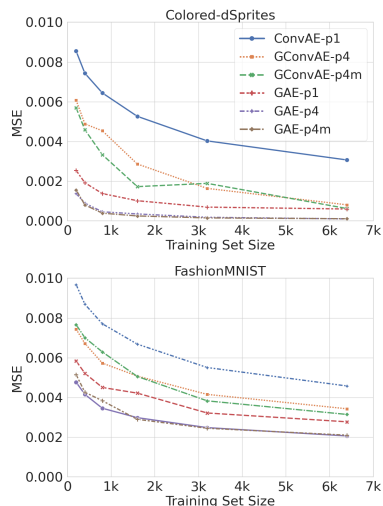 Colored-dSprites
0.010
0.008
0.006
0.004
0.002
0.000
MSE
ConvAE-p1
GConvAE-p4
GConvAE-p4m
GAE-p1
GAE-p4
GAE-p4m
0 1k 2k 3k 4k 5k 6k 7k
Training Set Size
FashionMNIST
0.010
0.008
0.006
0.004
0.002
0.000
MSE
0 1k 2k 3k 4k 5k 6k 7k
Training Set Size